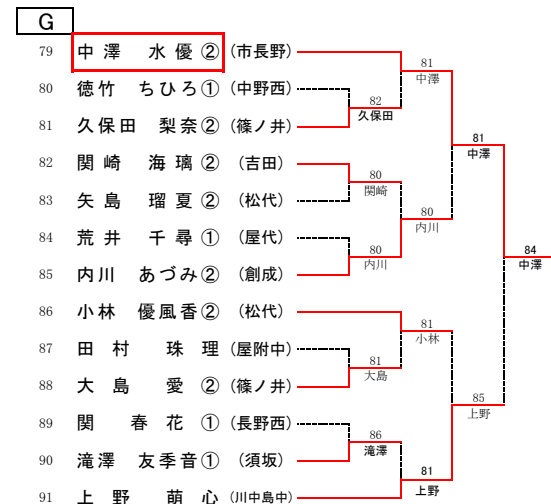 G
79 中澤 水優② (市長野)
80 徳竹 ちひろ① (中野西)
81 久保田 梨奈② (篠ノ井)
82 関崎 海璃② (吉田)
83 矢島 瑠夏② (松代)
84 荒井 千尋① (屋代)
85 内川 あづみ② (創成)
86 小林 優風香② (松代)
87 田村 珠理 (屋附中)
88 大島 愛② (篠ノ井)
89 関 春花① (長野西)
90 滝澤 友季音① (須坂)
91 上野 萌心 (川中島中)
82
久保田
80
関崎
80
内川
81
大島
86
滝澤
81
中澤
80
内川
81
小林
81
上野
81
中澤
85
上野
84
中澤